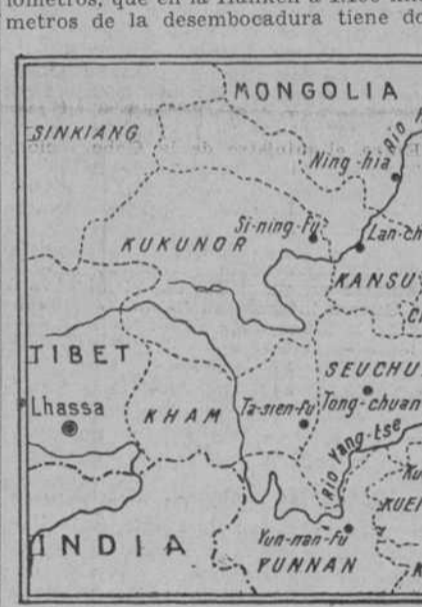 metros de la desembocadura tiene do
MONGOLIA
SINKIANG
Rio
Ning-hia
Si-ning-Fu
KUKUNOR
Lan-ch
KANSU
TIBET
SEUCHU
Lhassa
KHAM
Ta-sien-Fu
Tong-chuan
Rio Yang-tse
KUEI
INDIA
Yun-nan-Fu
YUNNAN